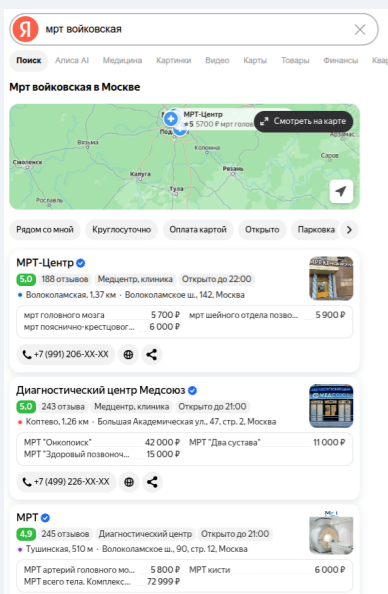 Я мрт войковская
Поиск Алиса AI Медицина Картинки Видео Карты Товары Финансы Квар
Мрт войковская в Москве
МРТ-Центр
5 5700 ₽ мрт голов
Смотреть на карте
Вязьма
Коломна
Арзамас
Смоленск
Калуга
Рязань
Саров
Тула
Рославль
Рядом со мной Круглосуточно Оплата картой Открыто Парковка
МРТ-Центр
5,0 188 отзывов Медцентр, клиника Открыто до 22:00
Волоколамская, 1,37 км · Волоколамское ш., 142, Москва
мрт головного мозга 5 700 ₽ мрт шейного отдела позво... 5 900 ₽
мрт пояснично-крестцовог... 6 000 ₽
+7 (991) 206-XX-XX
Диагностический центр Медсоюз
5,0 243 отзыва Медцентр, клиника Открыто до 21:00
Коптево, 1,26 км · Большая Академическая ул., 47, стр. 2, Москва
МРТ "Онкопоиск" 42 000 ₽ МРТ "Два сустава" 11 000 ₽
МРТ "Здоровый позвоноч... 15 000 ₽
+7 (499) 226-XX-XX
МРТ
4,9 245 отзывов Диагностический центр Открыто до 21:00
Тушинская, 510 м · Волоколамское ш., 90, стр. 12, Москва
МРТ артерий головного мо... 5 800 ₽ МРТ кисти 6 000 ₽
МРТ всего тела. Комплекс... 72 999 ₽